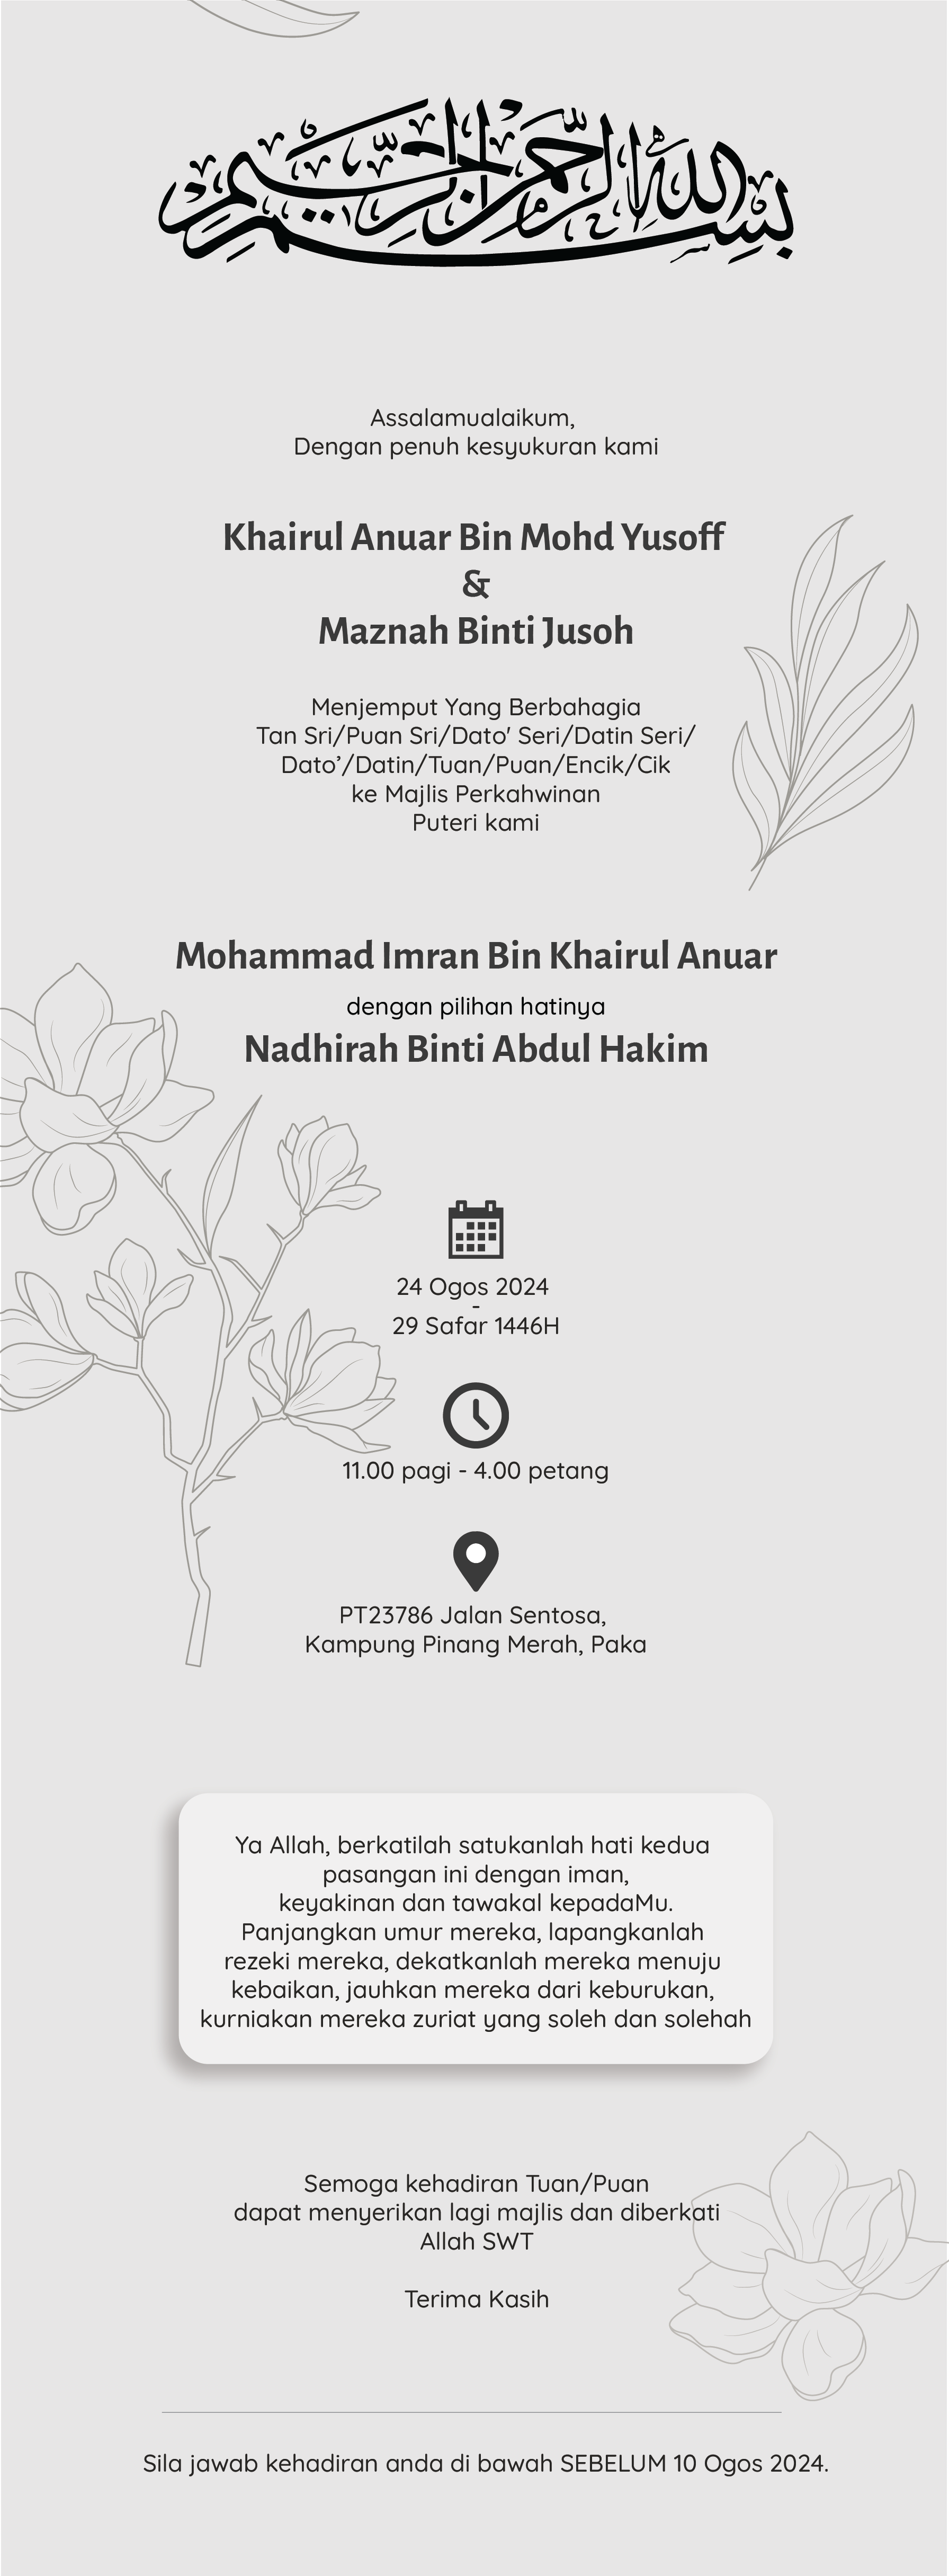 بسم الله الرحمن الرحيم
Assalamualaikum,
Dengan penuh kesyukuran kami
Khairul Anuar Bin Mohd Yusoff
&
Maznah Binti Jusoh
Menjemput Yang Berbahagia
Tan Sri/Puan Sri/Dato' Seri/Datin Seri/
Dato’/Datin/Tuan/Puan/Encik/Cik
ke Majlis Perkahwinan
Puteri kami
Mohammad Imran Bin Khairul Anuar
dengan pilihan hatinya
Nadhirah Binti Abdul Hakim
24 Ogos 2024
-
29 Safar 1446H
11.00 pagi - 4.00 petang
PT23786 Jalan Sentosa,
Kampung Pinang Merah, Paka
Ya Allah, berkatilah satukanlah hati kedua
pasangan ini dengan iman,
keyakinan dan tawakal kepadaMu.
Panjangkan umur mereka, lapangkanlah
rezeki mereka, dekatkanlah mereka menuju
kebaikan, jauhkan mereka dari keburukan,
kurniakan mereka zuriat yang soleh dan solehah
Semoga kehadiran Tuan/Puan
dapat menyerikan lagi majlis dan diberkati
Allah SWT
Terima Kasih
Sila jawab kehadiran anda di bawah SEBELUM 10 Ogos 2024.